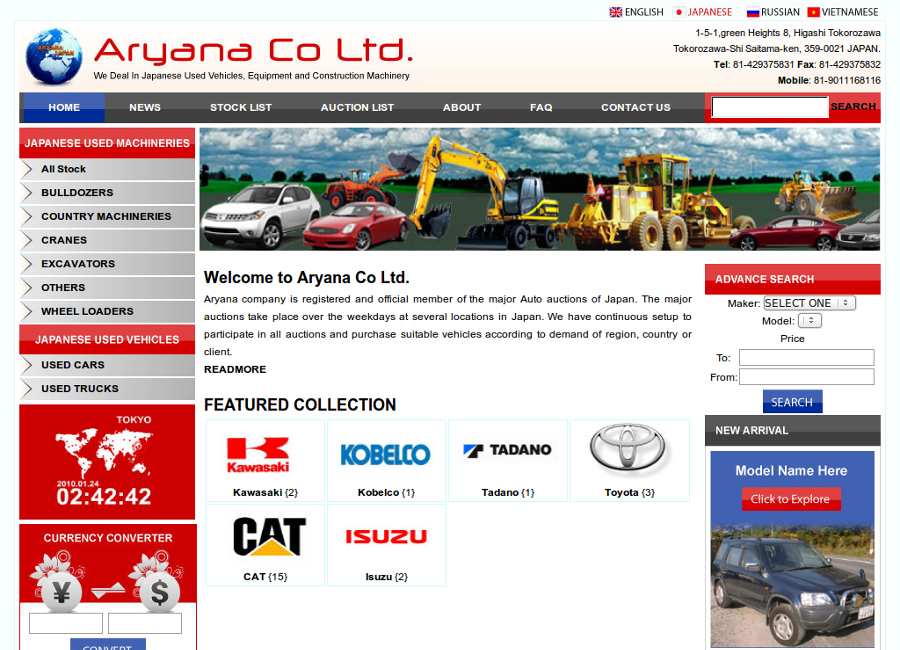 ENGLISH JAPANESE RUSSIAN VIETNAMESE
Aryana Co Ltd.
We Deal In Japanese Used Vehicles, Equipment and Construction Machinery
1-5-1,green Heights 8, Higashi Tokorozawa
Tokorozawa-Shi Saitama-ken, 359-0021 JAPAN.
Tel: 81-429375831 Fax: 81-429375832
Mobile: 81-9011168116
HOME NEWS STOCK LIST AUCTION LIST ABOUT FAQ CONTACT US SEARCH
JAPANESE USED MACHINERIES
All Stock
BULLDOZERS
COUNTRY MACHINERIES
CRANES
EXCAVATORS
OTHERS
WHEEL LOADERS
JAPANESE USED VEHICLES
USED CARS
USED TRUCKS
TOKYO
2010.01.24
02:42:42
CURRENCY CONVERTER
¥ $
CONVERT
Welcome to Aryana Co Ltd.
Aryana company is registered and official member of the major Auto auctions of Japan. The major
auctions take place over the weekdays at several locations in Japan. We have continuous setup to
participate in all auctions and purchase suitable vehicles according to demand of region, country or
client.
READMORE
FEATURED COLLECTION
Kawasaki
KOBELCO
TADANO
Kawasaki {2}
Kobelco {1}
Tadano {1}
Toyota {3}
CAT
ISUZU
CAT {15}
Isuzu {2}
ADVANCE SEARCH
Maker: SELECT ONE
Model:
Price
To:
From:
SEARCH
NEW ARRIVAL
Model Name Here
Click to Explore